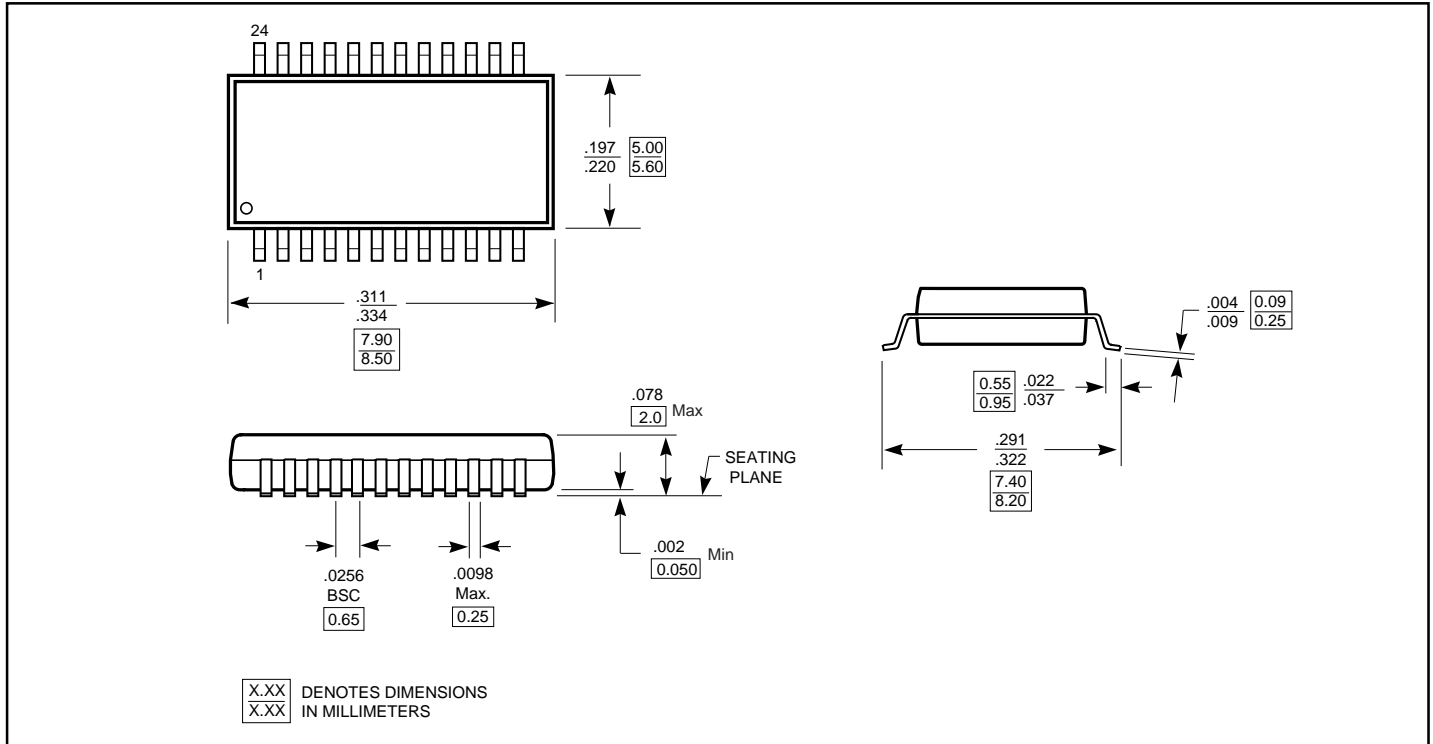 24
.197 5.00
.220 5.60
1
.311
.334
7.90
8.50
.004 0.09
.009 0.25
0.55 .022
0.95 .037
.291
.322
7.40
8.20
.078
2.0 Max
SEATING
PLANE
.002
0.050 Min
.0256
BSC
0.65
.0098
Max.
0.25
X.XX DENOTES DIMENSIONS
X.XX IN MILLIMETERS